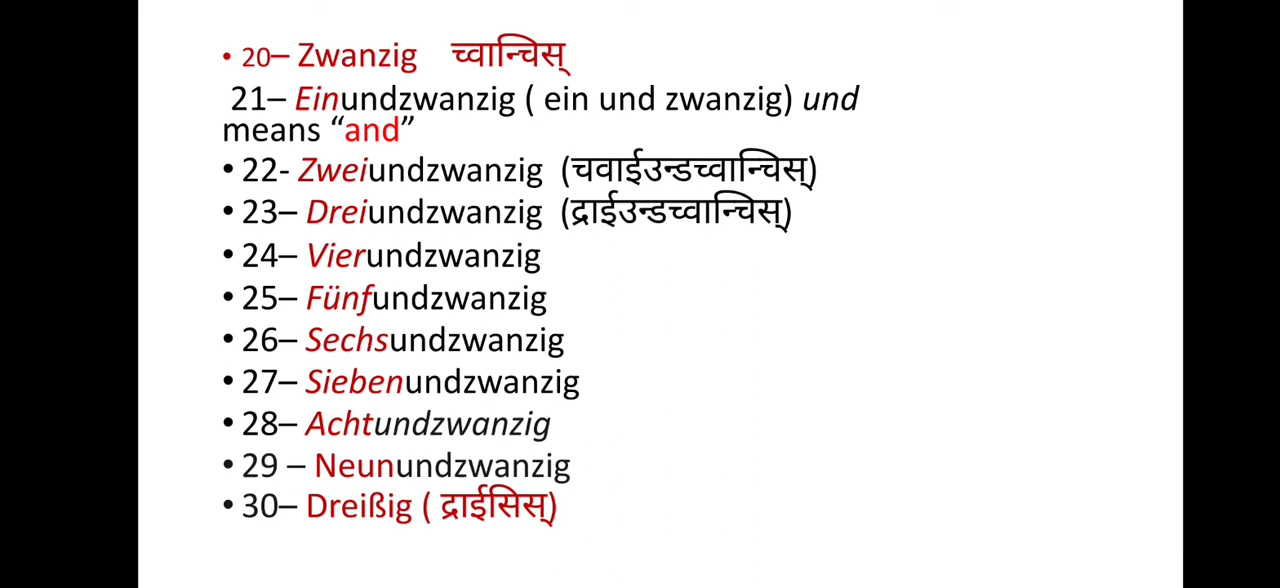 • 20– Zwanzig च्वान्चिस्
21– Einundzwanzig ( ein und zwanzig) und
means “and”
• 22- Zweiundzwanzig (चवाईउन्डच्वान्चिस्)
• 23– Dreiundzwanzig (द्राईउन्डच्वान्चिस्)
• 24– Vierundzwanzig
• 25– Fünfundzwanzig
• 26– Sechsundzwanzig
• 27– Siebenundzwanzig
• 28– Achtundzwanzig
• 29 – Neunundzwanzig
• 30– Dreißig ( द्राईसिस्)